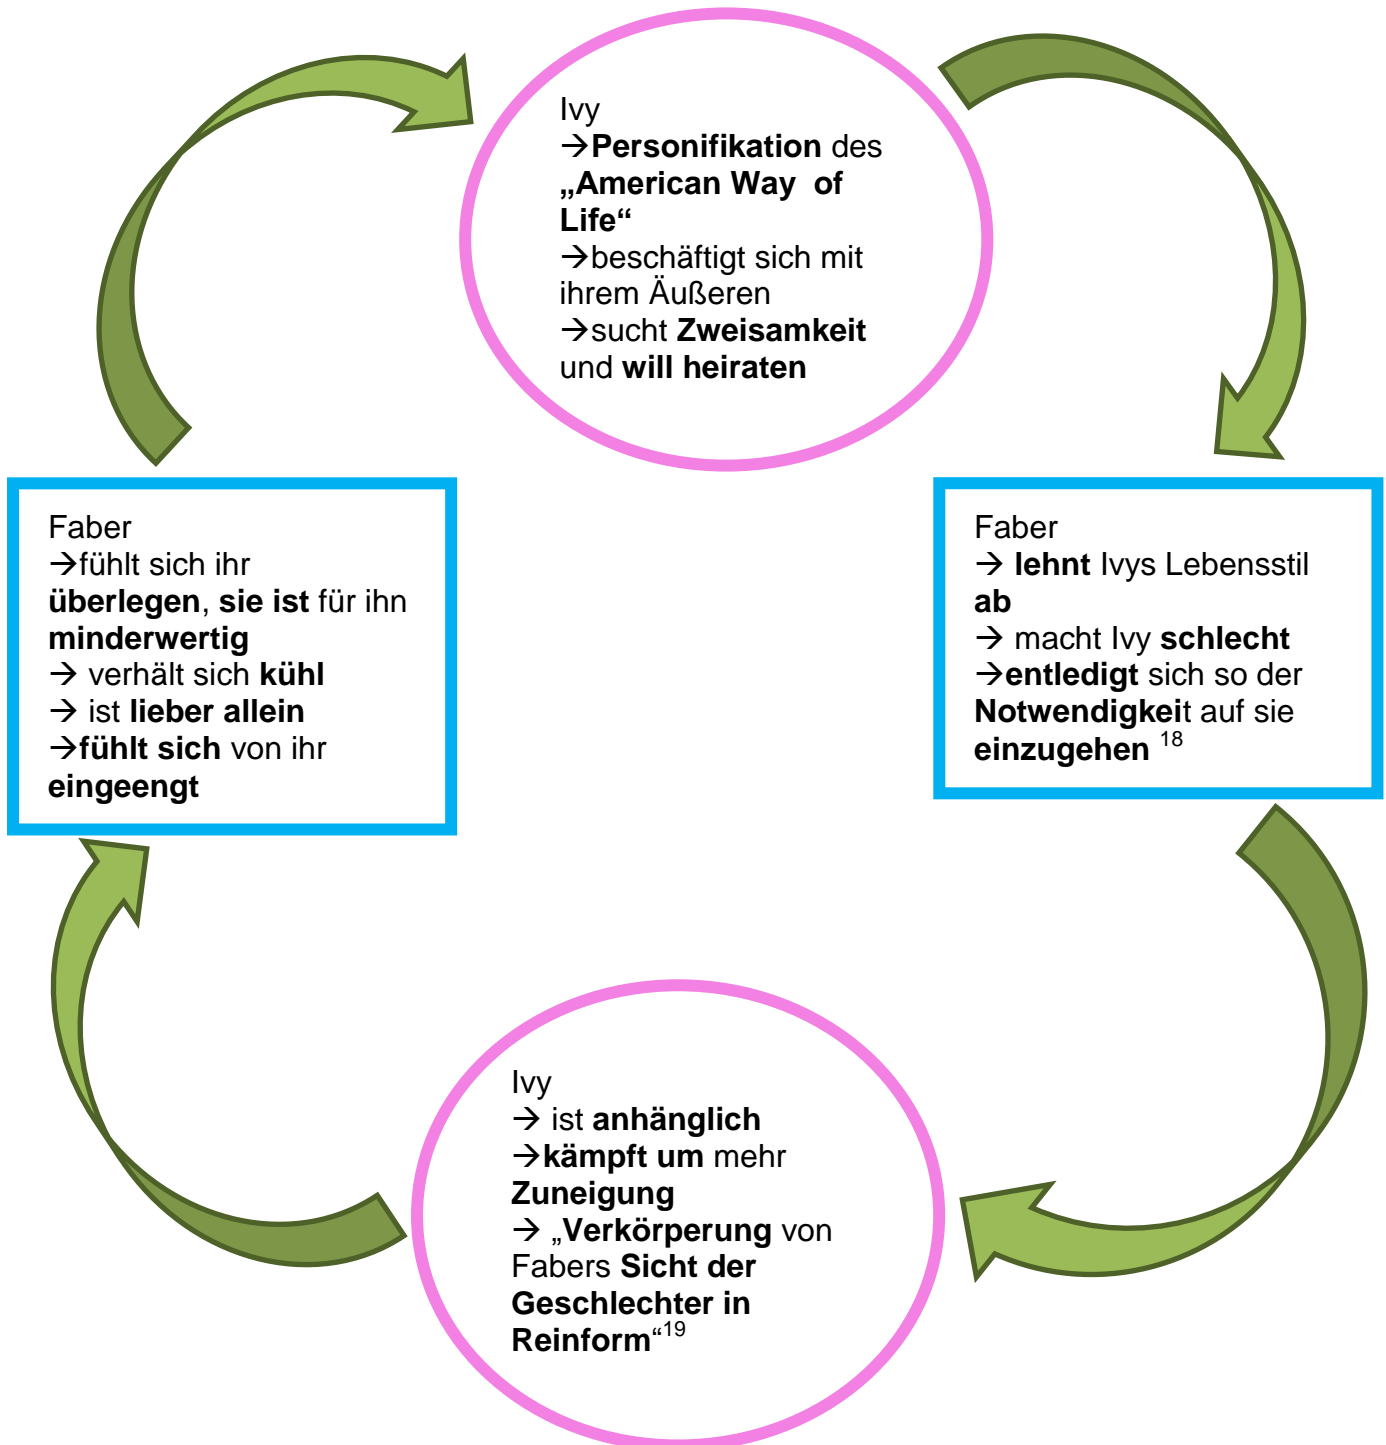 Ivy
→Personifikation des
„American Way  of
Life“
→beschäftigt sich mit
ihrem Äußeren
→sucht Zweisamkeit
und will heiraten
Faber
→fühlt sich ihr
überlegen, sie ist für ihn
minderwertig
→ verhält sich kühl
→ ist lieber allein
→fühlt sich von ihr
eingeengt
Faber
→ lehnt Ivys Lebensstil
ab
→ macht Ivy schlecht
→entledigt sich so der
Notwendigkeit auf sie
einzugehen 18
Ivy
→ ist anhänglich
→kämpft um mehr
Zuneigung
→ „Verkörperung von
Fabers Sicht der
Geschlechter in
Reinform“19